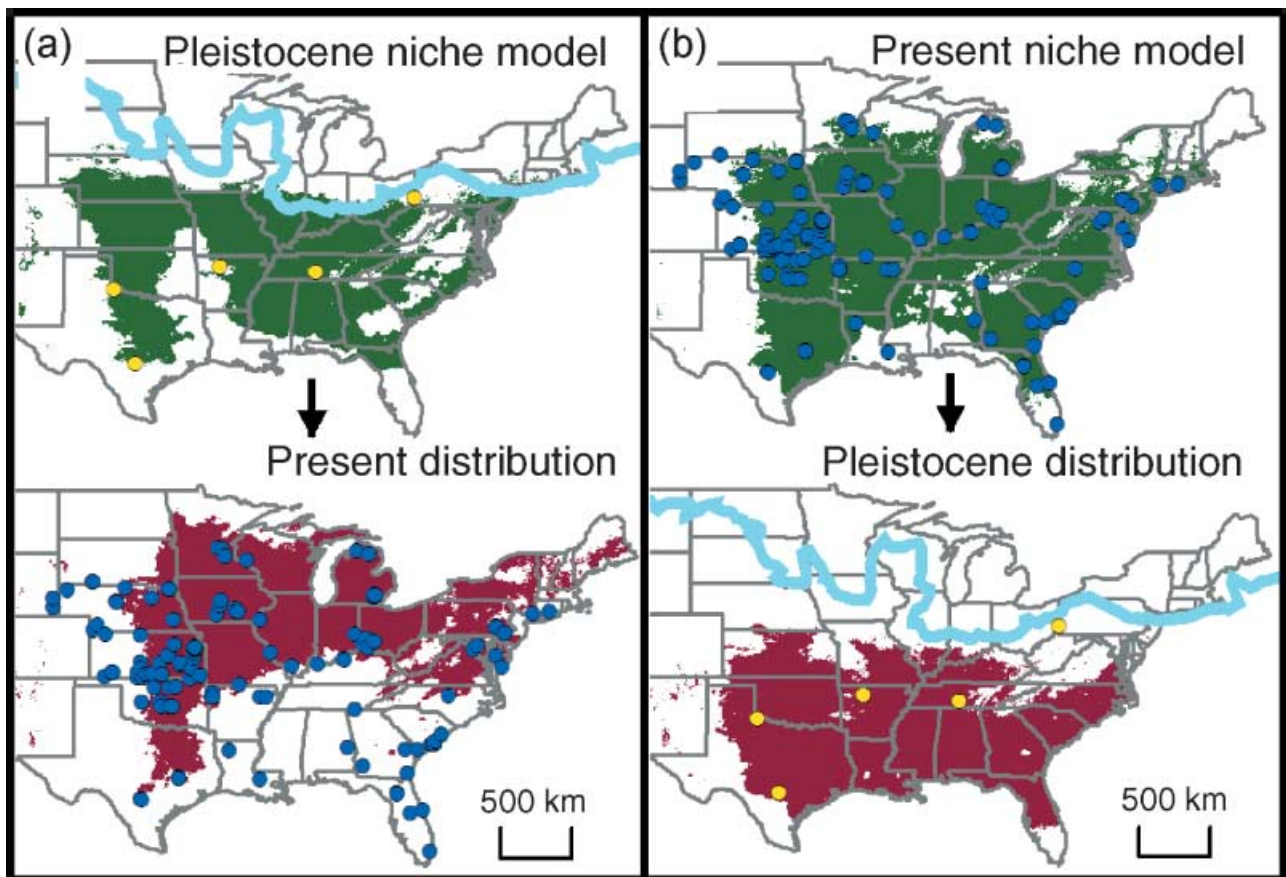 (a)
Pleistocene niche model
Present distribution
500 km
(b)
Present niche model
Pleistocene distribution
500 km